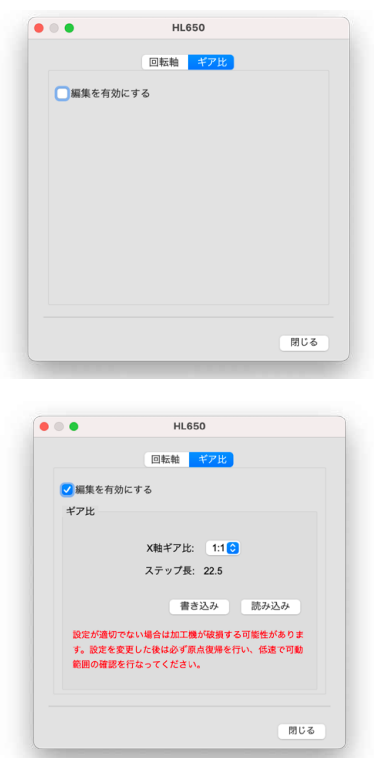 HL650
回転軸 ギア比
編集を有効にする
閉じる
HL650
回転軸 ギア比
編集を有効にする
ギア比
X軸ギア比: 1:1
ステップ長: 22.5
書き込み 読み込み
設定が適切でない場合は加工機が破損する可能性がありま
す。設定を変更した後は必ず原点復帰を行い、低速で可動
範囲の確認を行なってください。
閉じる